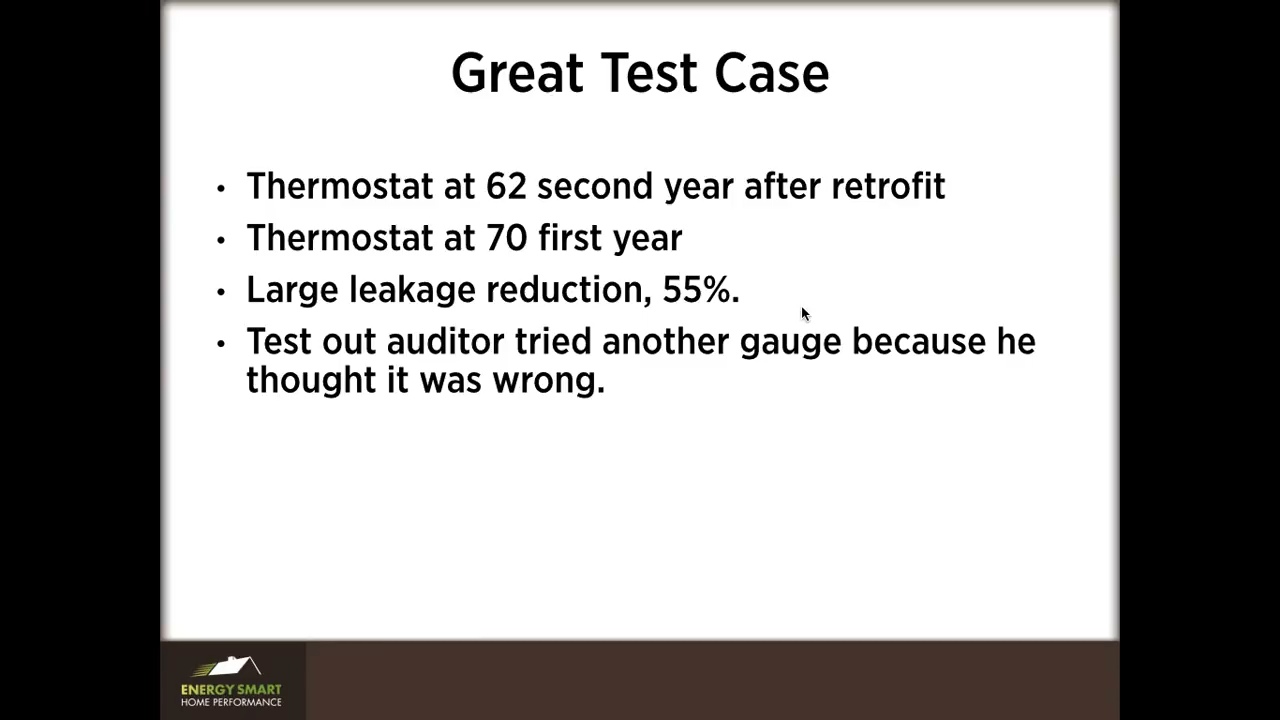 Great Test Case
• Thermostat at 62 second year after retrofit
• Thermostat at 70 first year
• Large leakage reduction, 55%.
• Test out auditor tried another gauge because he
thought it was wrong.
ENERGY SMART
HOME PERFORMANCE